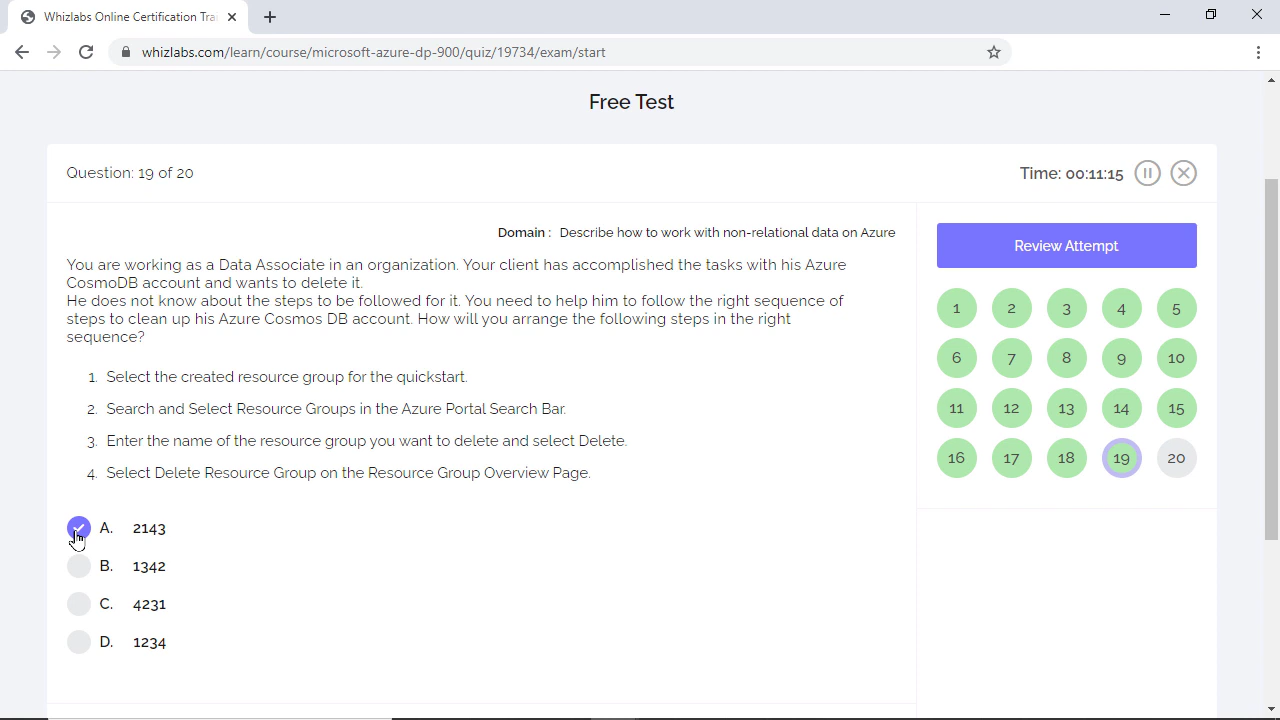 Whizlabs Online Certification Tra
whizlabs.com/learn/course/microsoft-azure-dp-900/quiz/19734/exam/start
Free Test
Question: 19 of 20
Time: 00:11:15
Domain : Describe how to work with non-relational data on Azure
You are working as a Data Associate in an organization. Your client has accomplished the tasks with his Azure
CosmoDB account and wants to delete it.
He does not know about the steps to be followed for it. You need to help him to follow the right sequence of
steps to clean up his Azure Cosmos DB account. How will you arrange the following steps in the right
sequence?
1. Select the created resource group for the quickstart.
2. Search and Select Resource Groups in the Azure Portal Search Bar.
3. Enter the name of the resource group you want to delete and select Delete.
4. Select Delete Resource Group on the Resource Group Overview Page.
A. 2143
B. 1342
C. 4231
D. 1234
Review Attempt
1 2 3 4 5
6 7 8 9 10
11 12 13 14 15
16 17 18 19 20